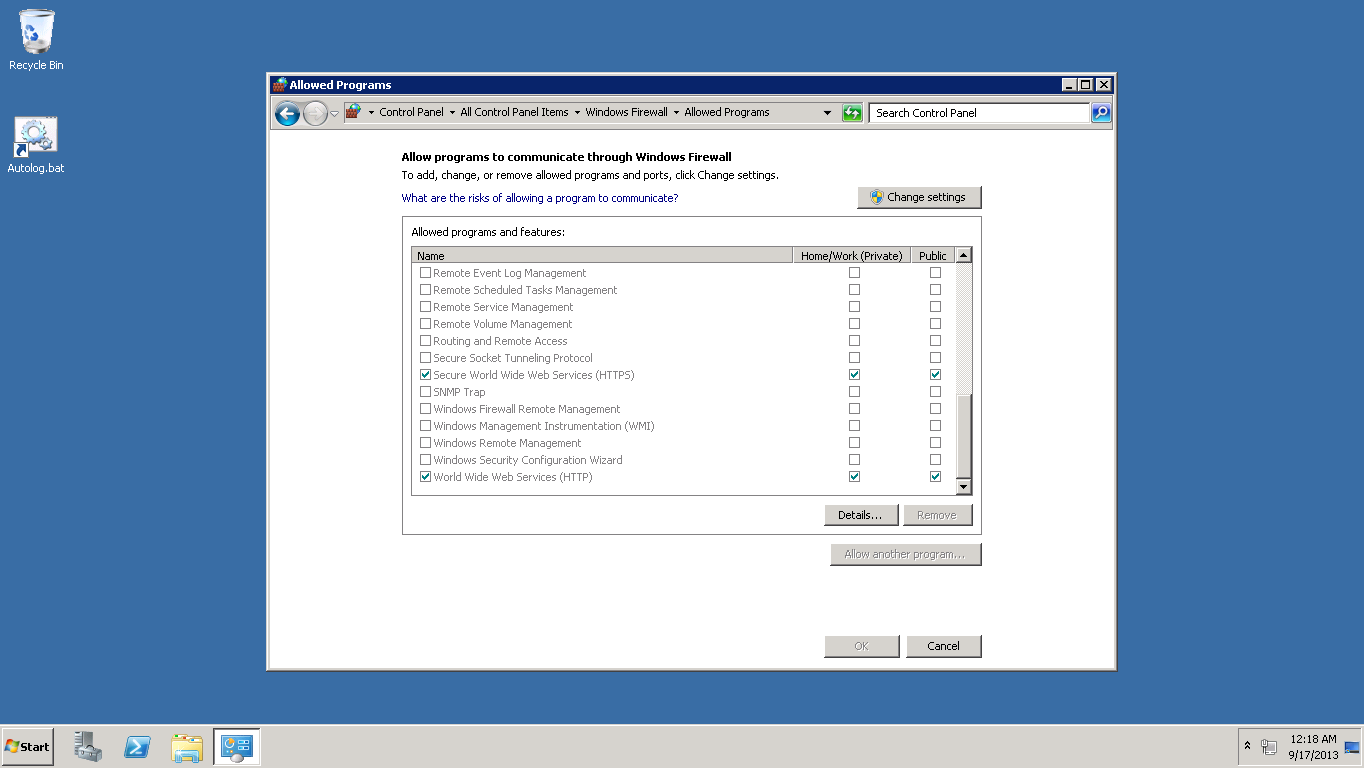 Recycle Bin
Autolog.bat
Allowed Programs
Control Panel All Control Panel Items Windows Firewall Allowed Programs Search Control Panel
Allow programs to communicate through Windows Firewall
To add, change, or remove allowed programs and ports, click Change settings.
What are the risks of allowing a program to communicate? Change settings
Allowed programs and features:
Name Home/Work (Private) Public
Remote Event Log Management
Remote Scheduled Tasks Management
Remote Service Management
Remote Volume Management
Routing and Remote Access
Secure Socket Tunneling Protocol
Secure World Wide Web Services (HTTPS)
SNMP Trap
Windows Firewall Remote Management
Windows Management Instrumentation (WMI)
Windows Remote Management
Windows Security Configuration Wizard
World Wide Web Services (HTTP)
Details... Remove
Allow another program...
OK Cancel
Start 12:18 AM
9/17/2013